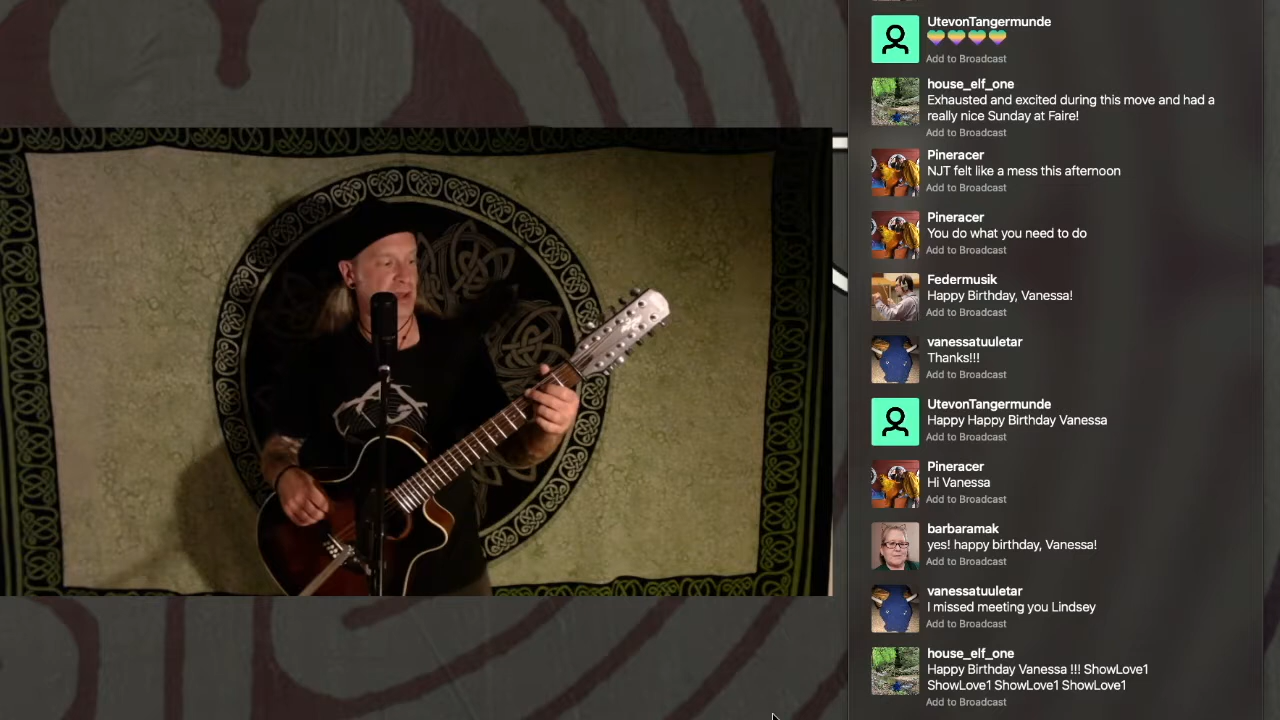 UtevonTangermunde
Add to Broadcast
house_elf_one
Exhausted and excited during this move and had a
really nice Sunday at Faire!
Add to Broadcast
Pineracer
NJT felt like a mess this afternoon
Add to Broadcast
Pineracer
You do what you need to do
Add to Broadcast
Federmusik
Happy Birthday, Vanessa!
Add to Broadcast
vanessatuuletar
Thanks!!!
Add to Broadcast
UtevonTangermunde
Happy Happy Birthday Vanessa
Add to Broadcast
Pineracer
Hi Vanessa
Add to Broadcast
barbaramak
yes! happy birthday, Vanessa!
Add to Broadcast
vanessatuuletar
I missed meeting you Lindsey
Add to Broadcast
house_elf_one
Happy Birthday Vanessa !!! ShowLove1
ShowLove1 ShowLove1 ShowLove1
Add to Broadcast